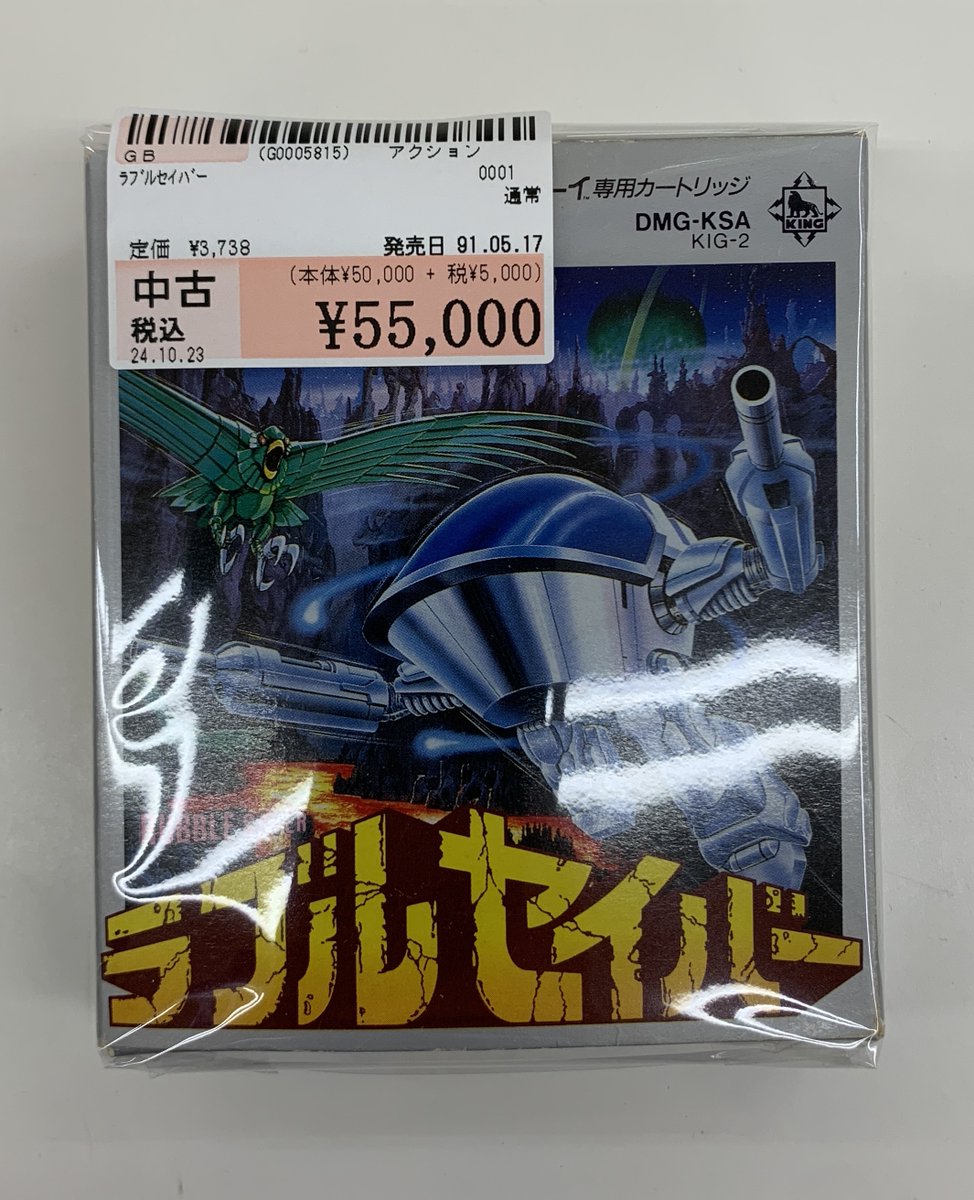 GB (G0005815) アクション
ラブルセイバー 0001
通常
定価 ¥3,738 発売日 91.05.17
中古 (本体¥50,000 + 税¥5,000)
税込 ¥55,000
24.10.23
ーイ™専用カートリッジ
DMG-KSA
KIG-2
KING
ラブルセイバー